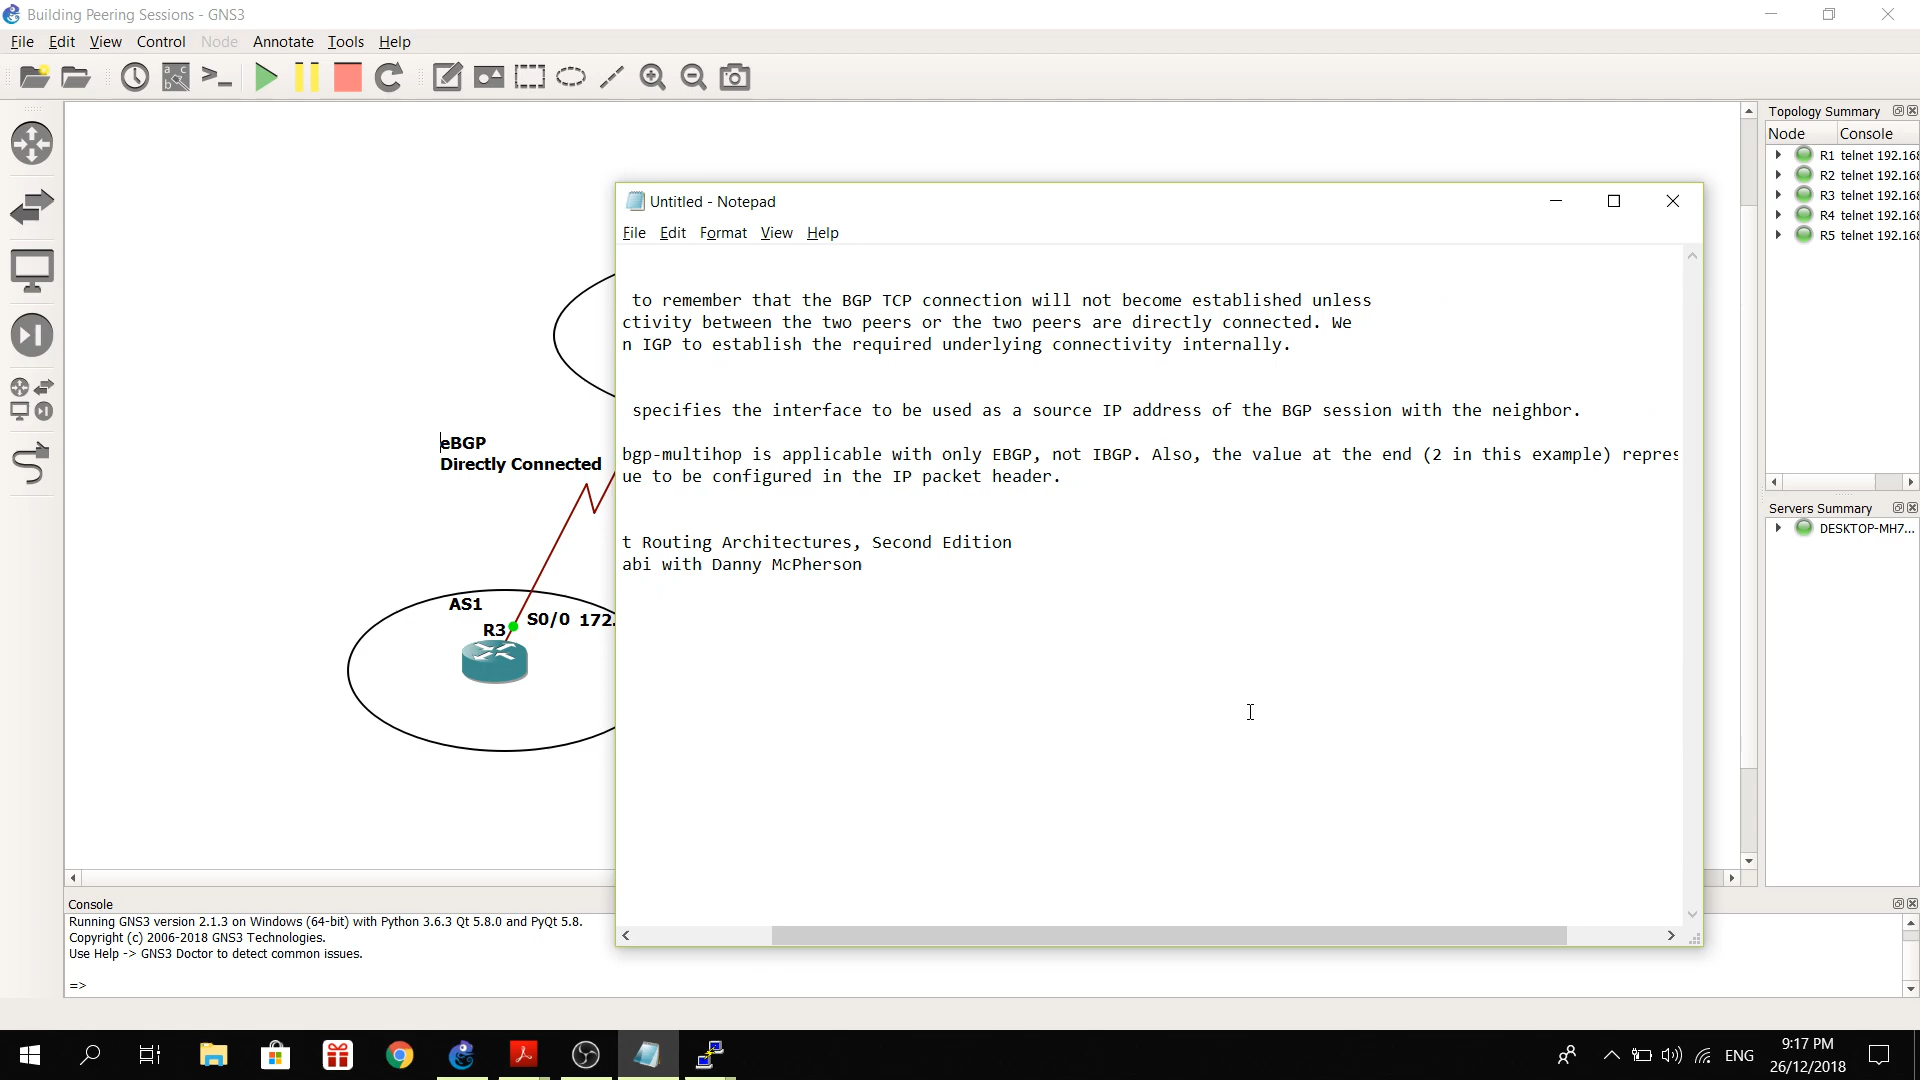 Building Peering Sessions - GNS3
File Edit View Control Node Annotate Tools Help
Topology Summary
Node Console
R1 telnet 192.168
R2 telnet 192.168
R3 telnet 192.168
R4 telnet 192.168
R5 telnet 192.168
Servers Summary
DESKTOP-MH7...
eBGP
Directly Connected
AS1
R3
S0/0 172.
Untitled - Notepad
File Edit Format View Help
to remember that the BGP TCP connection will not become established unless
ctivity between the two peers or the two peers are directly connected. We
n IGP to establish the required underlying connectivity internally.
specifies the interface to be used as a source IP address of the BGP session with the neighbor.
bgp-multihop is applicable with only EBGP, not IBGP. Also, the value at the end (2 in this example) repres
ue to be configured in the IP packet header.
t Routing Architectures, Second Edition
abi with Danny McPherson
Console
Running GNS3 version 2.1.3 on Windows (64-bit) with Python 3.6.3 Qt 5.8.0 and PyQt 5.8.
Copyright (c) 2006-2018 GNS3 Technologies.
Use Help -> GNS3 Doctor to detect common issues.
=>
ENG
9:17 PM
26/12/2018